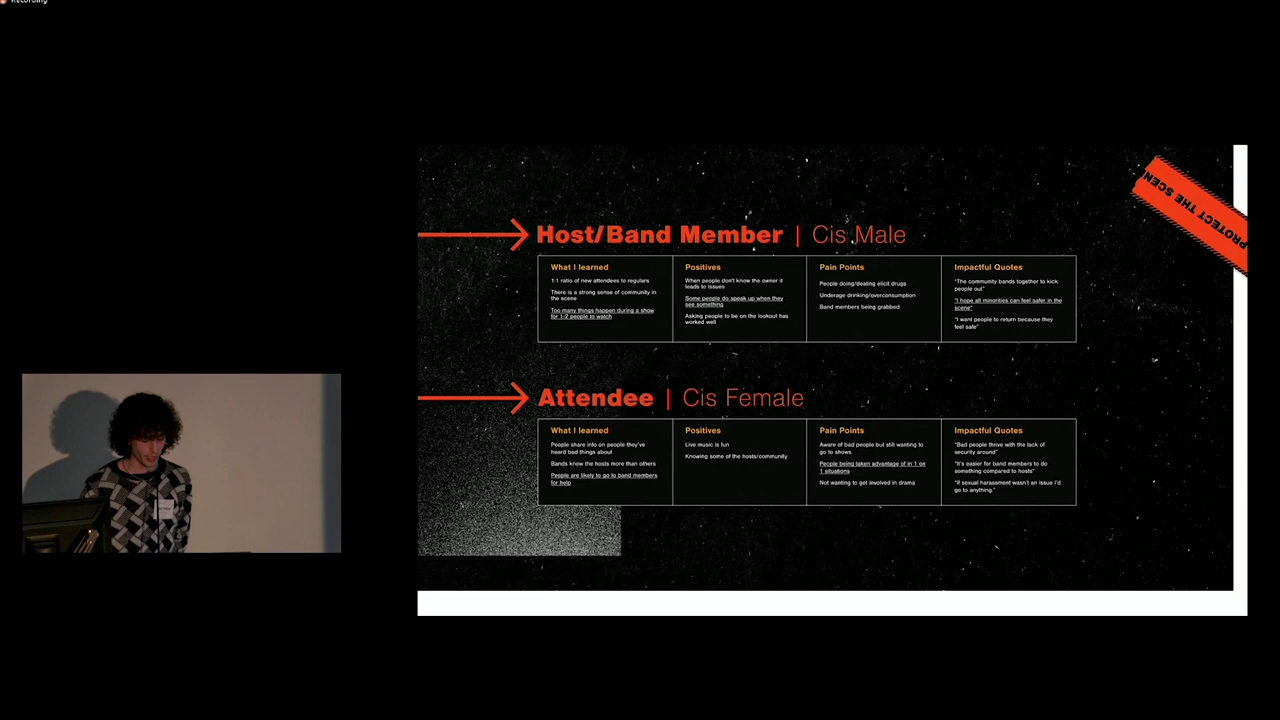 Recording
PROTECT THE SCEN
Host/Band Member | Cis Male
What I learned
1:1 ratio of new attendees to regulars
There is a strong sense of community in
the scene
Too many things happen during a show
for 1-2 people to watch
Positives
When people don't know the owner it
leads to issues
Some people do speak up when they
see something
Asking people to be on the lookout has
worked well
Pain Points
People doing/dealing elicit drugs
Underage drinking/overconsumption
Band members being grabbed
Impactful Quotes
"The community bands together to kick
people out"
"I hope all minorities can feel safer in the
scene"
"I want people to return because they
feel safe"
Attendee | Cis Female
What I learned
People share info on people they've
heard bad things about
Bands know the hosts more than others
People are likely to go to band members
for help
Positives
Live music is fun
Knowing some of the hosts/community
Pain Points
Aware of bad people but still wanting to
go to shows
People being taken advantage of in 1 on
1 situations
Not wanting to get involved in drama
Impactful Quotes
"Bad people thrive with the lack of
security around"
"It's easier for band members to do
something compared to hosts"
"If sexual harassment wasn't an issue I'd
go to anything."